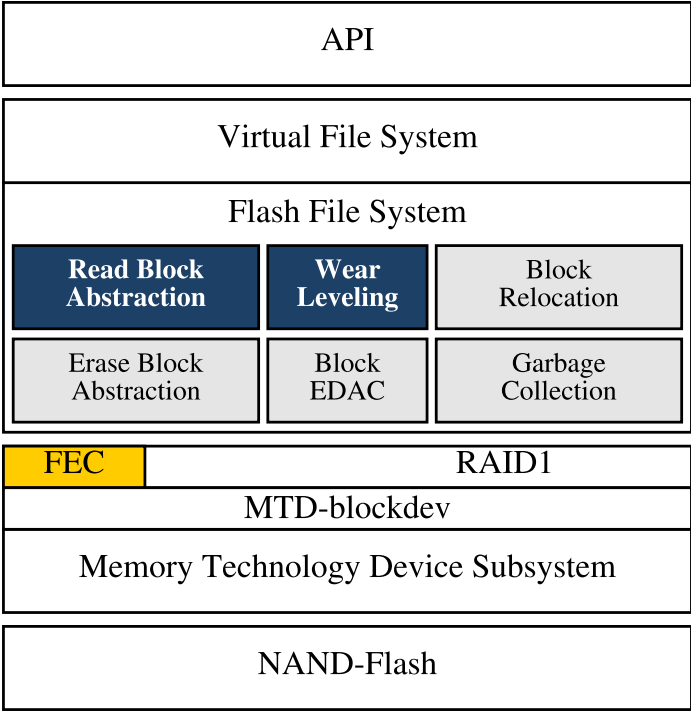 API
Virtual File System
Flash File System
Read Block
Abstraction
Wear
Leveling
Block
Relocation
Erase Block
Abstraction
Block
EDAC
Garbage
Collection
FEC
RAID1
MTD-blockdev
Memory Technology Device Subsystem
NAND-Flash